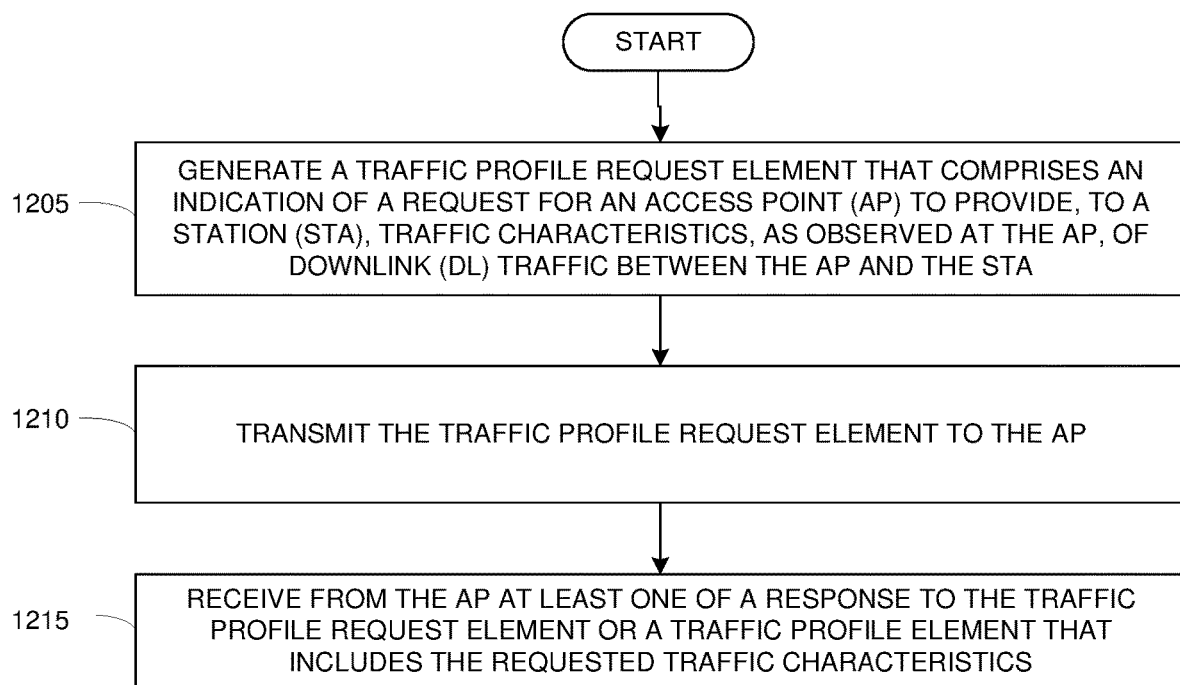 START
1205
GENERATE A TRAFFIC PROFILE REQUEST ELEMENT THAT COMPRISES AN
INDICATION OF A REQUEST FOR AN ACCESS POINT (AP) TO PROVIDE, TO A
STATION (STA), TRAFFIC CHARACTERISTICS, AS OBSERVED AT THE AP, OF
DOWNLINK (DL) TRAFFIC BETWEEN THE AP AND THE STA
1210
TRANSMIT THE TRAFFIC PROFILE REQUEST ELEMENT TO THE AP
1215
RECEIVE FROM THE AP AT LEAST ONE OF A RESPONSE TO THE TRAFFIC
PROFILE REQUEST ELEMENT OR A TRAFFIC PROFILE ELEMENT THAT
INCLUDES THE REQUESTED TRAFFIC CHARACTERISTICS